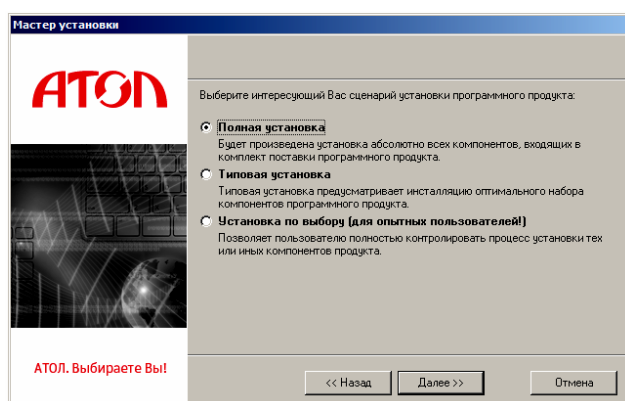 Мастер установки
АТОЛ
Выберите интересующий Вас сценарий установки программного продукта:
Полная установка
Будет произведена установка абсолютно всех компонентов, входящих в
комплект поставки программного продукта.
Типовая установка
Типовая установка предусматривает инсталляцию оптимального набора
компонентов программного продукта.
Установка по выбору (для опытных пользователей!)
Позволяет пользователю полностью контролировать процесс установки тех
или иных компонентов продукта.
АТОЛ. Выбираете Вы!
<< Назад
Далее >>
Отмена